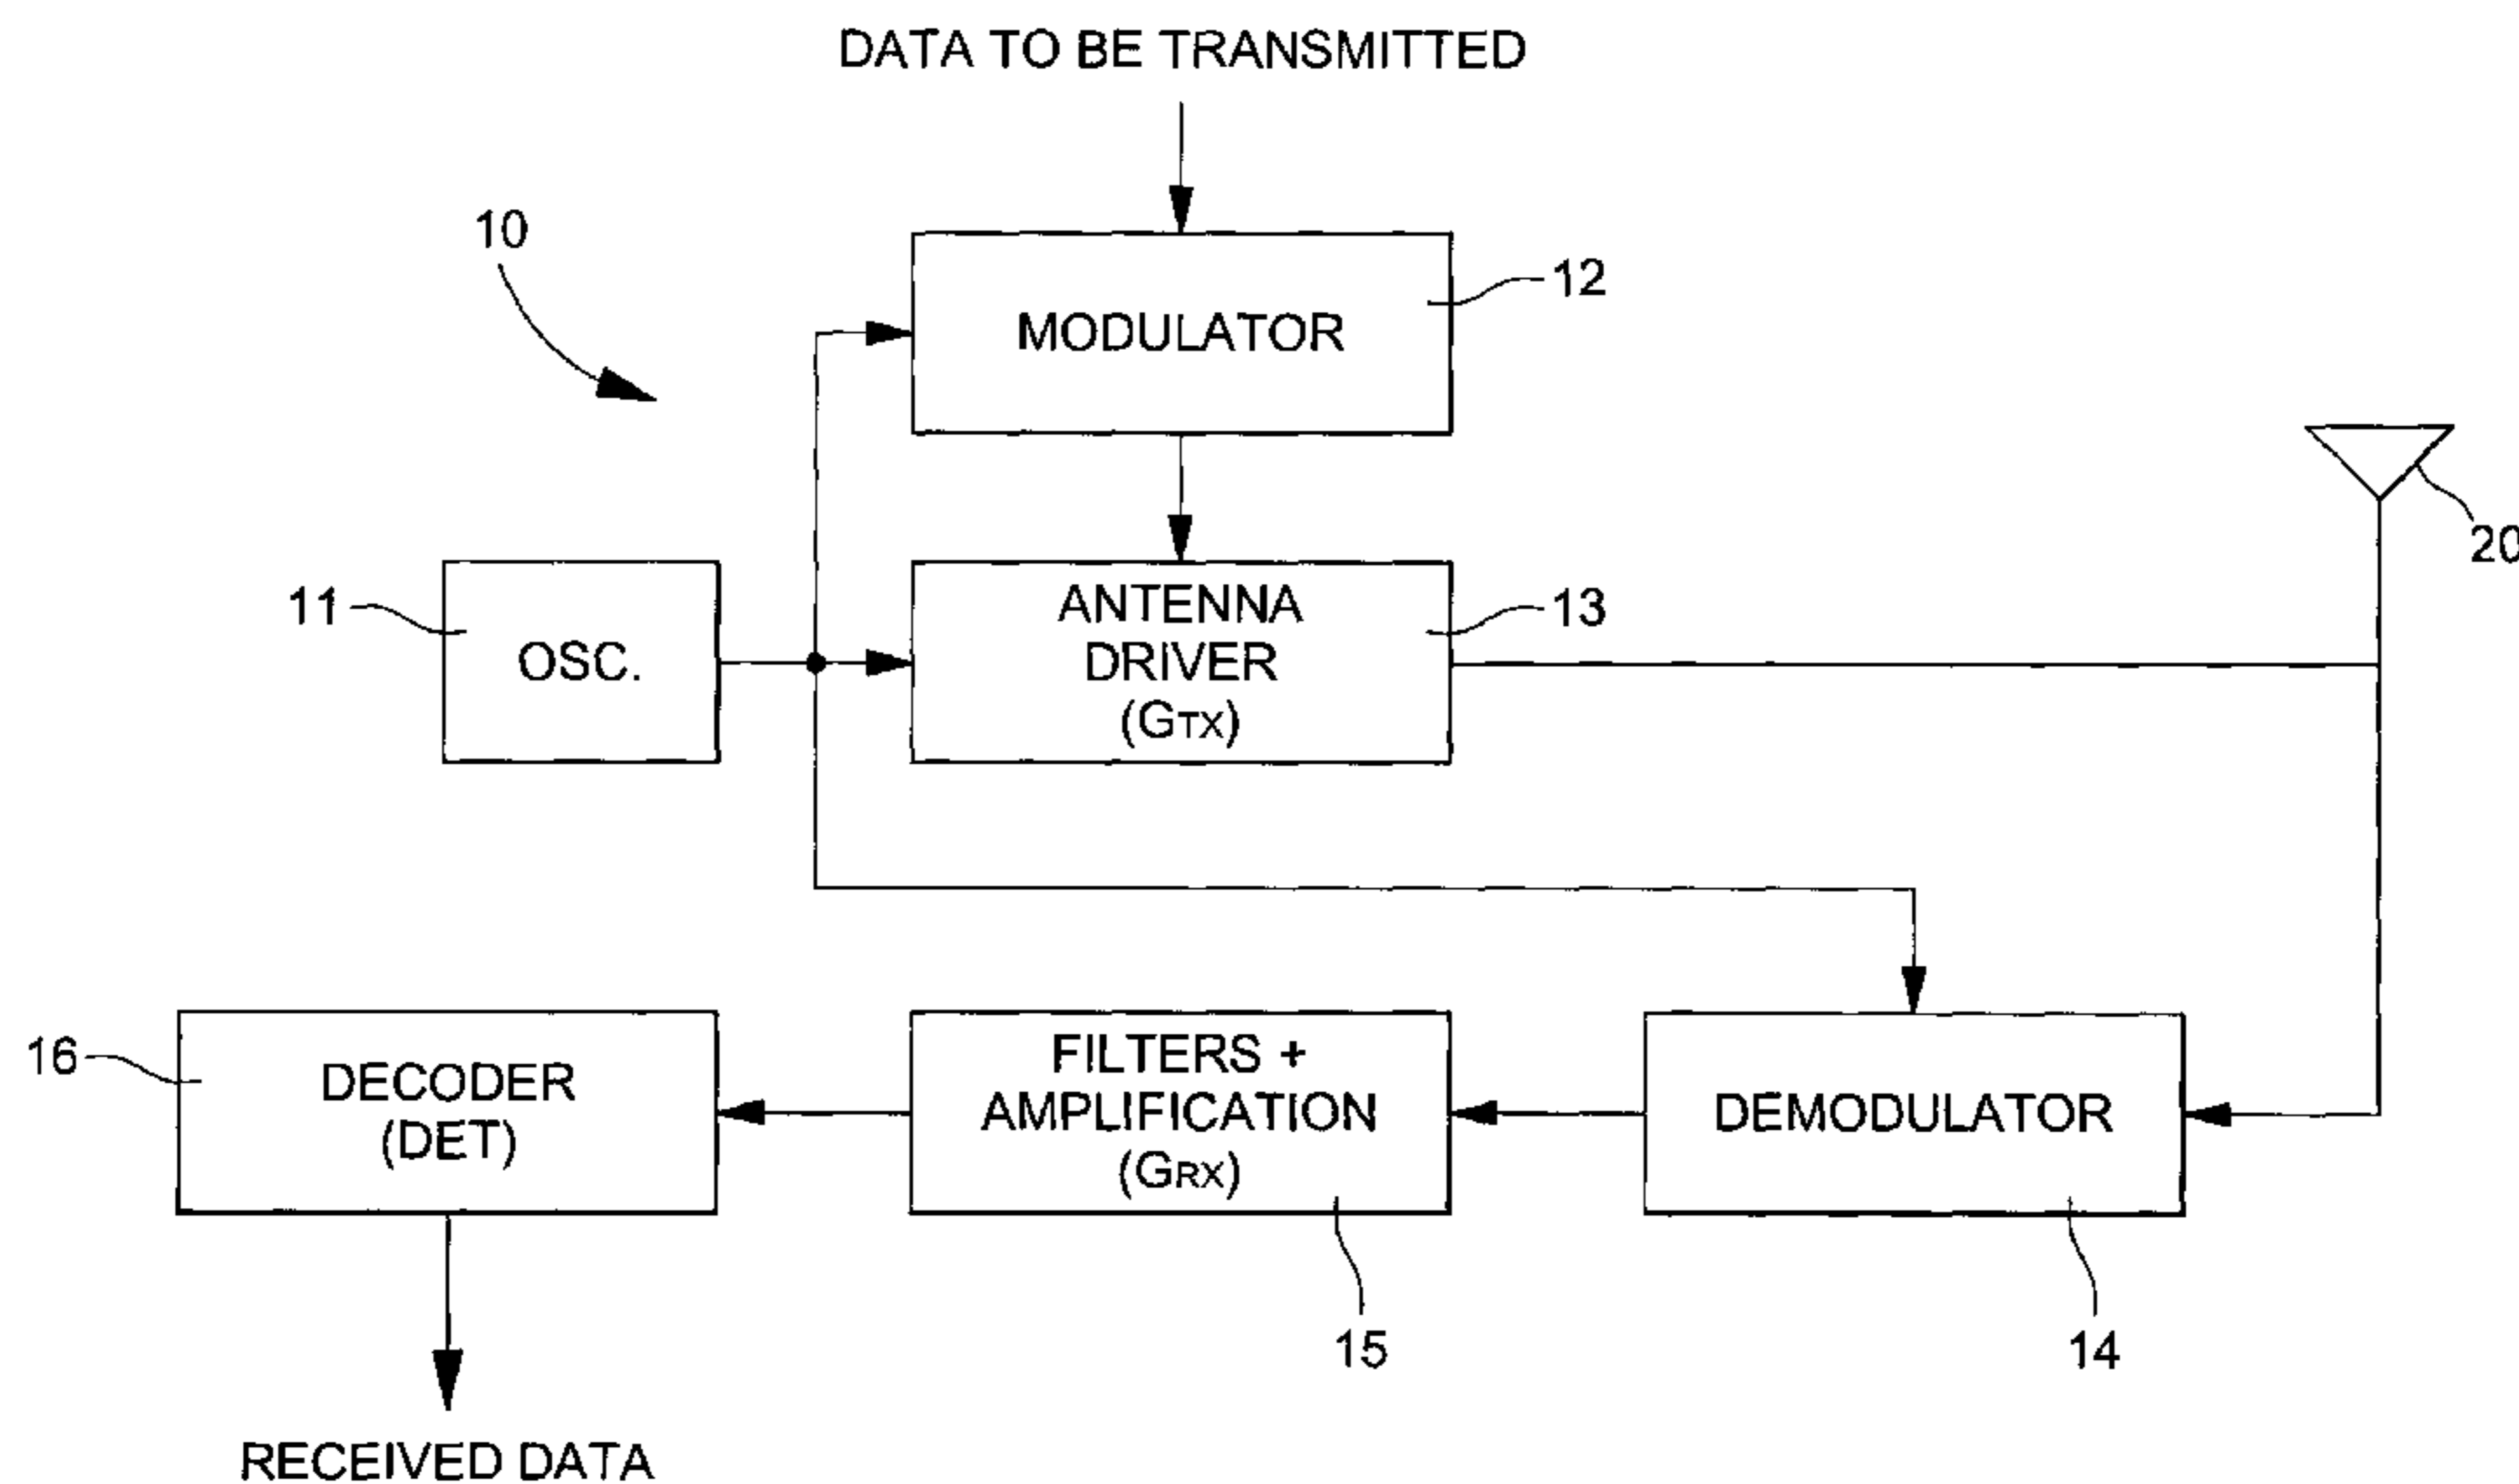 DATA TO BE TRANSMITTED
10
12
MODULATOR
20
11
OSC.
ANTENNA
DRIVER
(GTX)
13
16
DECODER
(DET)
FILTERS +
AMPLIFICATION
(GRX)
DEMODULATOR
15
14
RECEIVED DATA